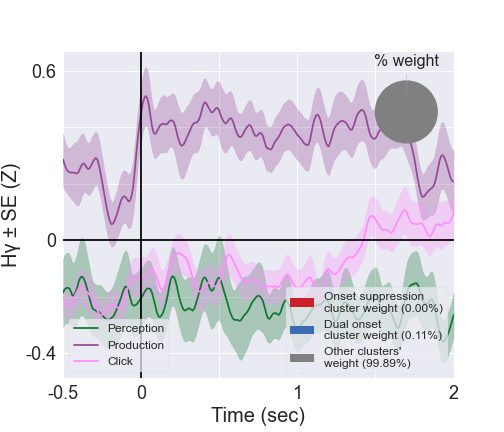 % weight
0.6
0
-0.4
Hγ ± SE (Z)
Perception
Production
Click
Onset suppression
cluster weight (0.00%)
Dual onset
cluster weight (0.11%)
Other clusters'
weight (99.89%)
-0.5
0
1
2
Time (sec)